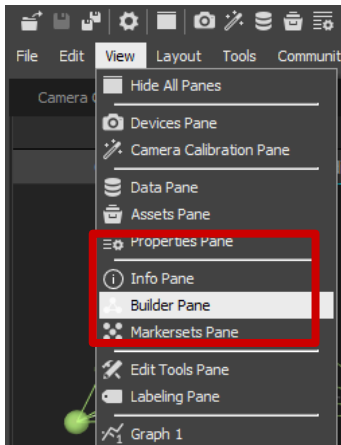 File Edit View Layout Tools Communit
Camera
Hide All Panes
Devices Pane
Camera Calibration Pane
Data Pane
Assets Pane
Properties Pane
Info Pane
Builder Pane
Markersets Pane
Edit Tools Pane
Labeling Pane
Graph 1